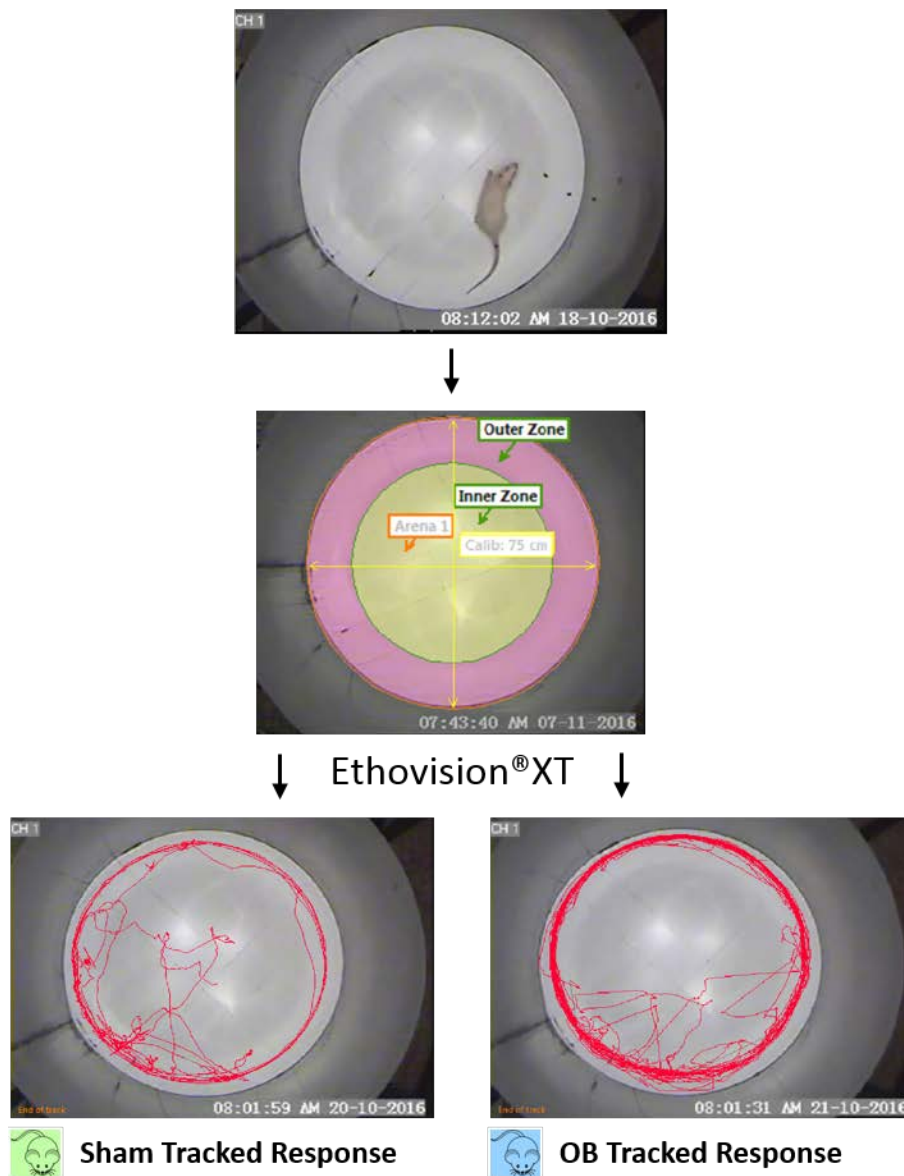 CH 1
08:12:02 AM 18-10-2016
Outer Zone
Inner Zone
Arena 1
Calib: 75 cm
07:43:40 AM 07-11-2016
Ethovision®XT
CH 1
End of track
08:01:59 AM 20-10-2016
CH 1
End of track
08:01:31 AM 21-10-2016
Sham Tracked Response
OB Tracked Response